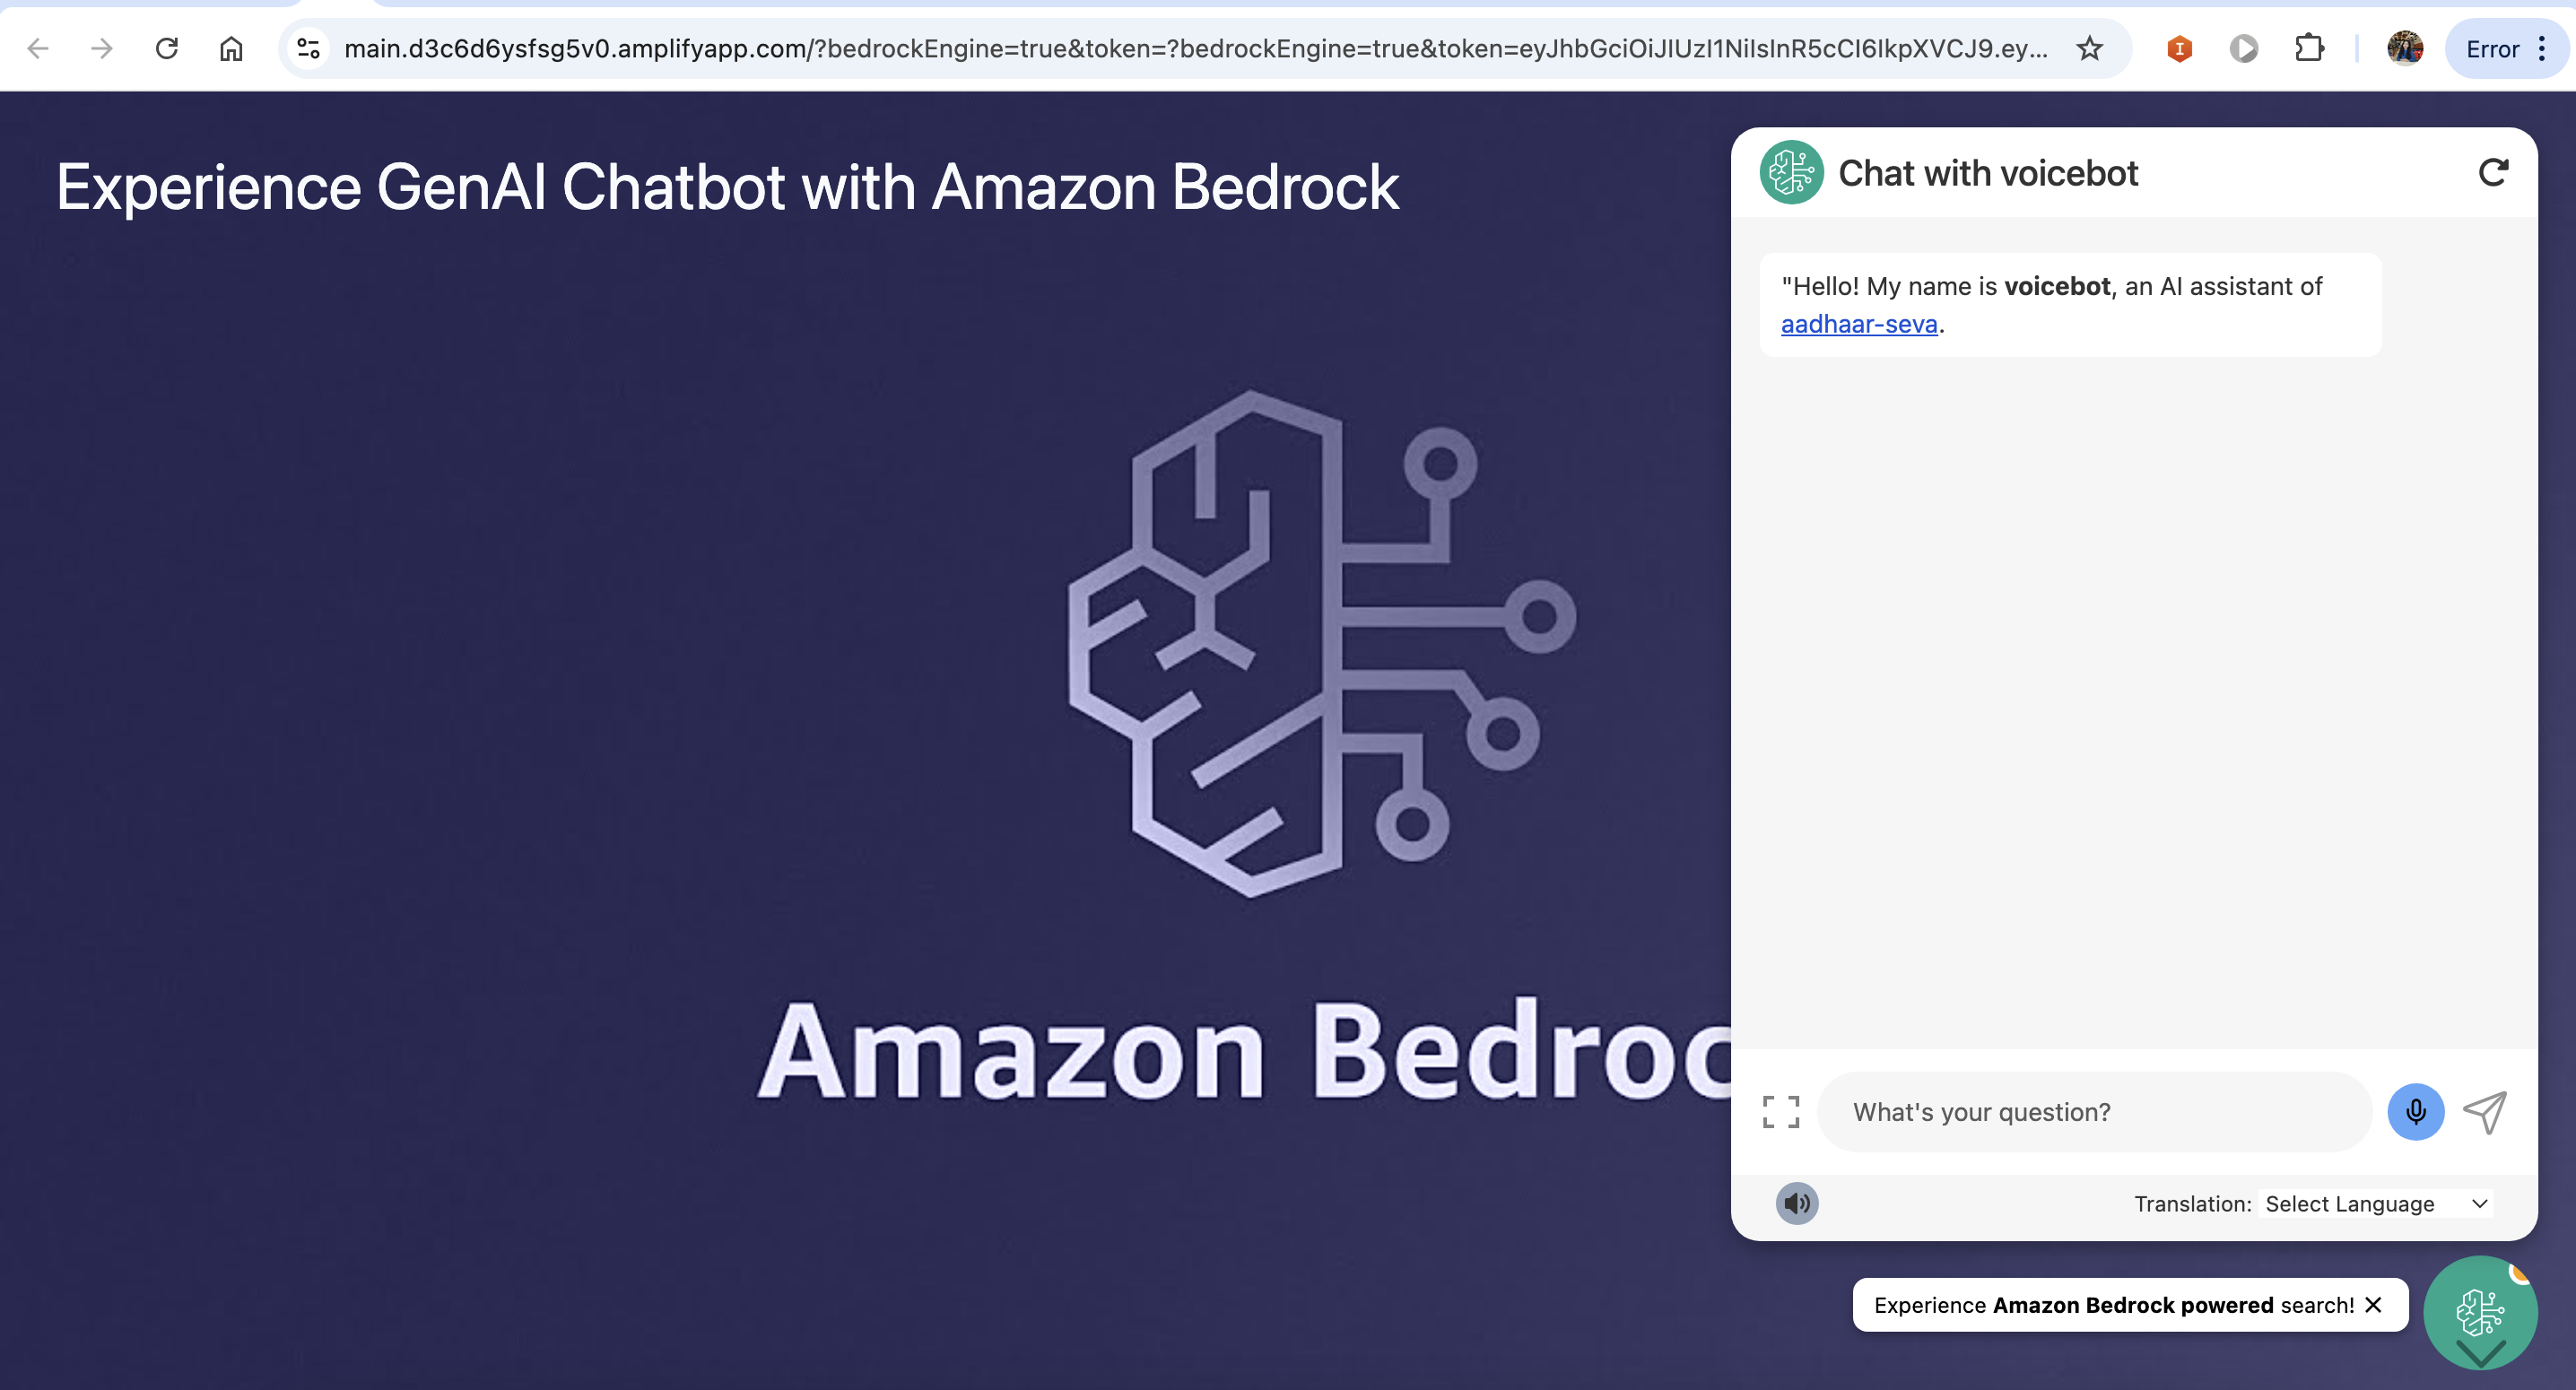 main.d3c6d6ysfsg5v0.amplifyapp.com/?bedrockEngine=true&token=?bedrockEngine=true&token=eyJhbGciOiJIUzI1NiIsInR5cCI6IkpXVCJ9.ey...
Error
Experience GenAI Chatbot with Amazon Bedrock
Chat with voicebot
"Hello! My name is voicebot, an AI assistant of
aadhaar-seva.
Amazon Bedroc
What's your question?
Translation: Select Language
Experience Amazon Bedrock powered search!